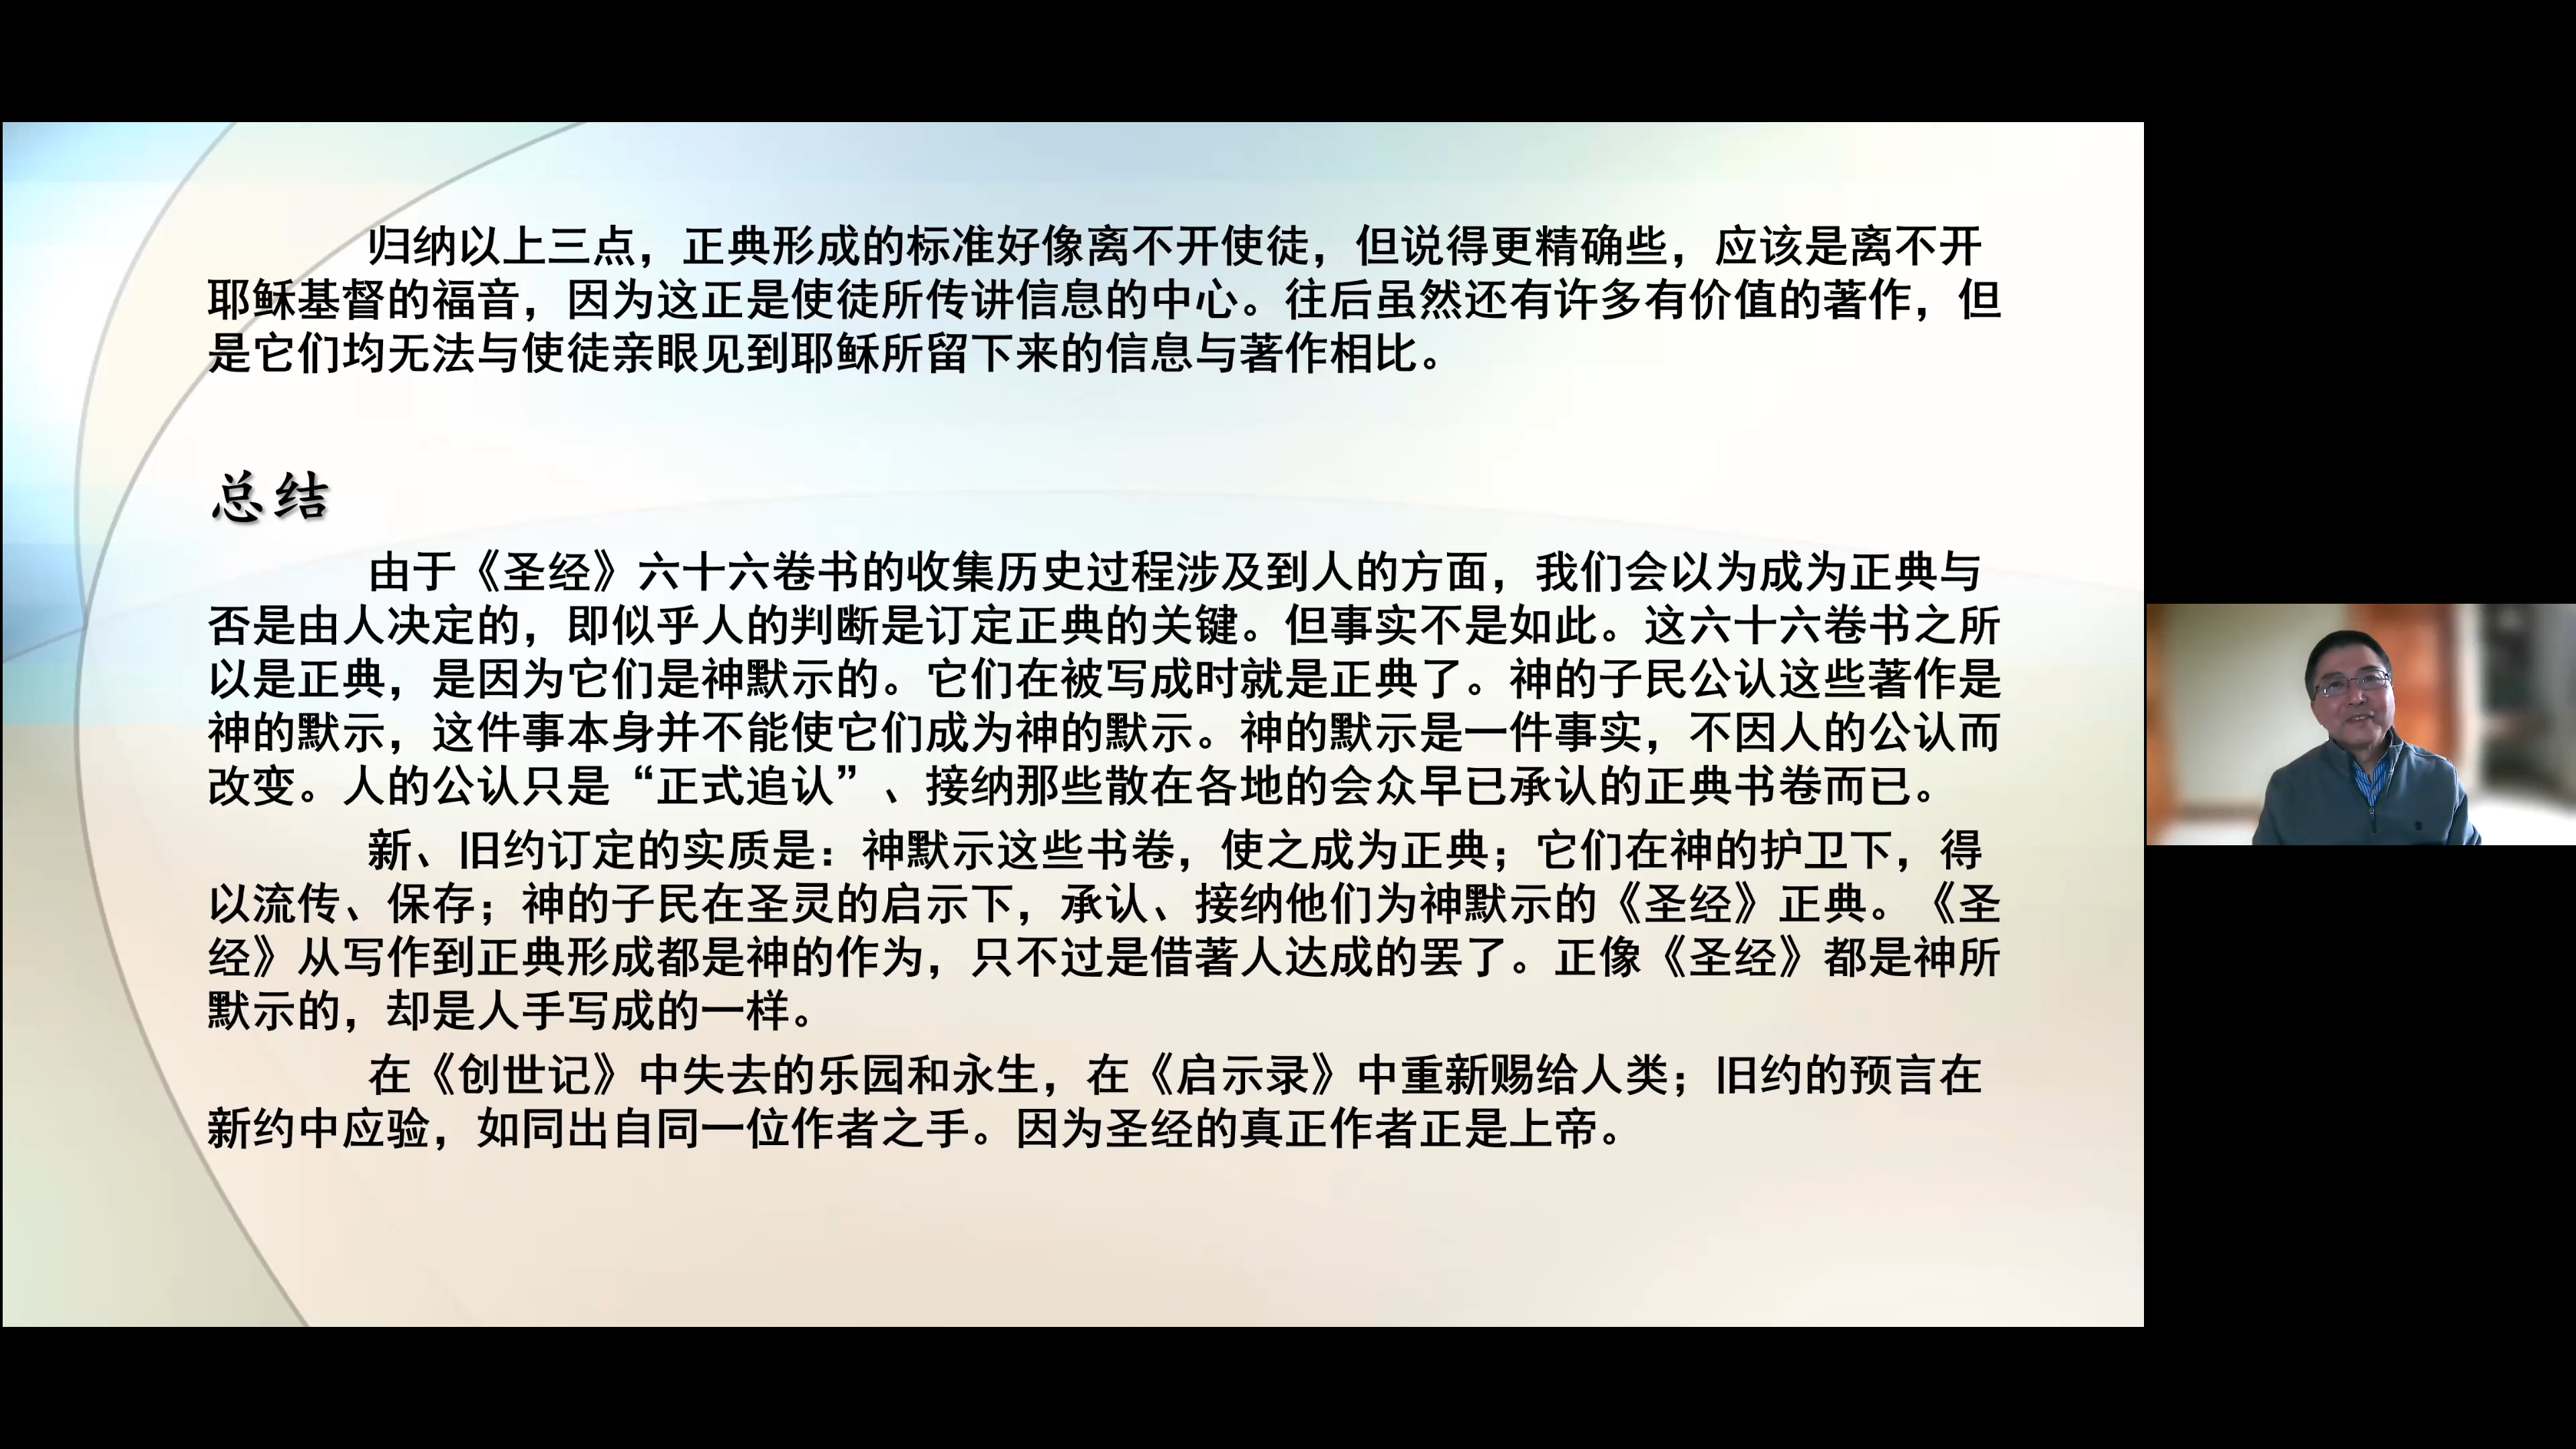 归纳以上三点，正典形成的标准好像离不开使徒，但说得更精确些，应该是离不开
耶稣基督的福音，因为这正是使徒所传讲信息的中心。往后虽然还有许多有价值的著作，但
是它们均无法与使徒亲眼见到耶稣所留下来的信息与著作相比。
总结
由于《圣经》六十六卷书的收集历史过程涉及到人的方面，我们会以为成为正典与
否是由人决定的，即似乎人的判断是订定正典的关键。但事实不是如此。这六十六卷书之所
以是正典，是因为它们是神默示的。它们在被写成时就是正典了。神的子民公认这些著作是
神的默示，这件事本身并不能使它们成为神的默示。神的默示是一件事实，不因人的公认而
改变。人的公认只是“正式追认”、接纳那些散在各地的会众早已承认的正典书卷而已。
新、旧约订定的实质是：神默示这些书卷，使之成为正典；它们在神的护卫下，得
以流传、保存；神的子民在圣灵的启示下，承认、接纳他们为神默示的《圣经》正典。《圣
经》从写作到正典形成都是神的作为，只不过是借著人达成的罢了。正像《圣经》都是神所
默示的，却是人手写成的一样。
在《创世记》中失去的乐园和永生，在《启示录》中重新赐给人类；旧约的预言在
新约中应验，如同出自同一位作者之手。因为圣经的真正作者正是上帝。